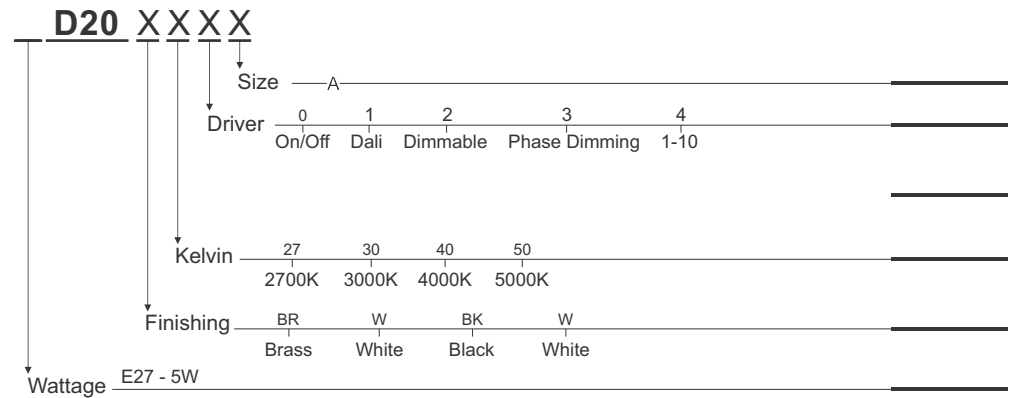 D20 X X X X
Size A
0 1 2 3 4
Driver
On/Off Dali Dimmable Phase Dimming 1-10
27 30 40 50
Kelvin
2700K 3000K 4000K 5000K
BR W BK W
Finishing
Brass White Black White
E27 - 5W
Wattage